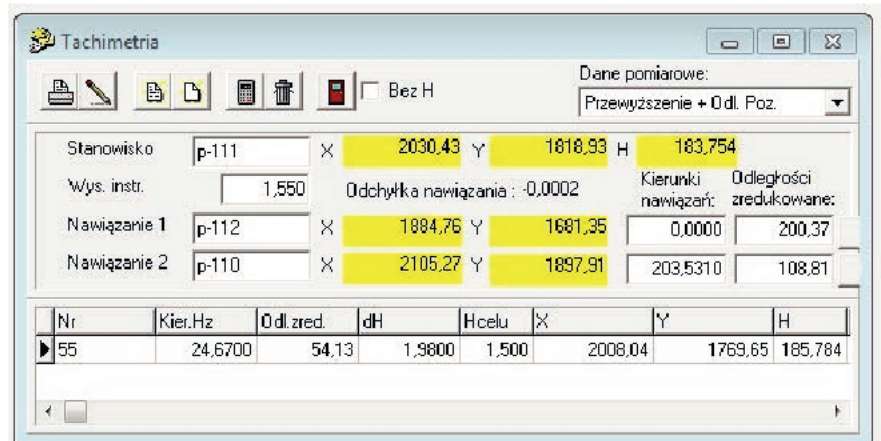 Tachimetria
Dane pomiarowe:
Bez H
Przewyższenie + Odl. Poz.
Stanowisko p-111 X 2030,43 Y 1818,93 H 183,754
Wys. instr. 1,550 Odchyłka nawiązania : -0,0002 Kierunki nawiązań: Odległości zredukowane:
Nawiązanie 1 p-112 X 1884,76 Y 1681,35 0,0000 200,37
Nawiązanie 2 p-110 X 2105,27 Y 1897,91 203,5310 108,81
Nr Kier.Hz Odl.zred. dH Hcelu X Y H
55 24,6700 54,13 1,9800 1,500 2008,04 1769,65 185,784